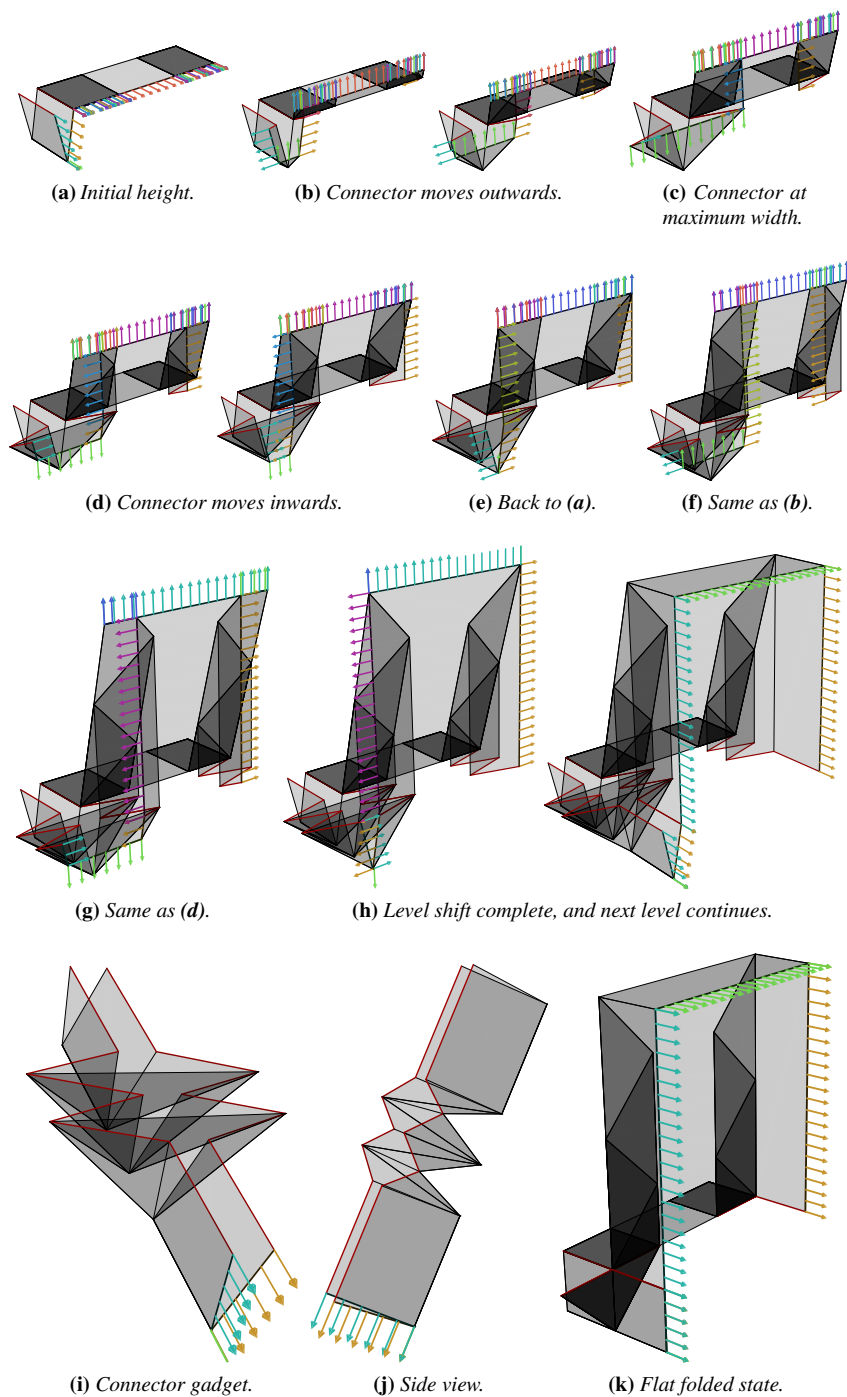 (a) Initial height.
(b) Connector moves outwards.
(c) Connector at
maximum width.
(d) Connector moves inwards.
(e) Back to (a).
(f) Same as (b).
(g) Same as (d).
(h) Level shift complete, and next level continues.
(i) Connector gadget.
(j) Side view.
(k) Flat folded state.